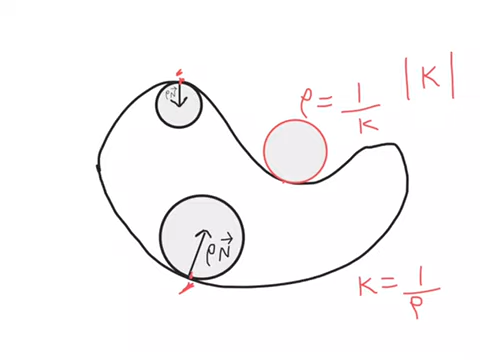 ρN⃗
ρ = 1/K
|K|
ρN⃗
K = 1/ρ